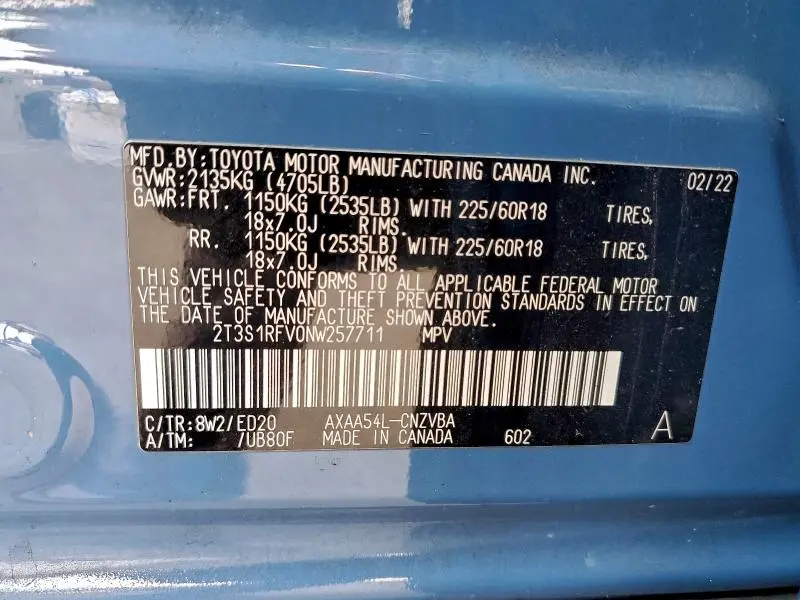 MFD.BY:TOYOTA MOTOR MANUFACTURING CANADA INC. 02/22
GVWR:2135KG (4705LB)
GAWR:FRT. 1150KG (2535LB) WITH 225/60R18 TIRES,
18x7.0J RIMS.
RR. 1150KG (2535LB) WITH 225/60R18 TIRES,
18x7.0J RIMS.
THIS VEHICLE CONFORMS TO ALL APPLICABLE FEDERAL MOTOR
VEHICLE SAFETY AND THEFT PREVENTION STANDARDS IN EFFECT ON
THE DATE OF MANUFACTURE SHOWN ABOVE.
2T3S1RFV0NW257711 MPV
C/TR:8W2/ED20 AXAA54L-CNZVBA
A/TM: /UB80F MADE IN CANADA 602 A